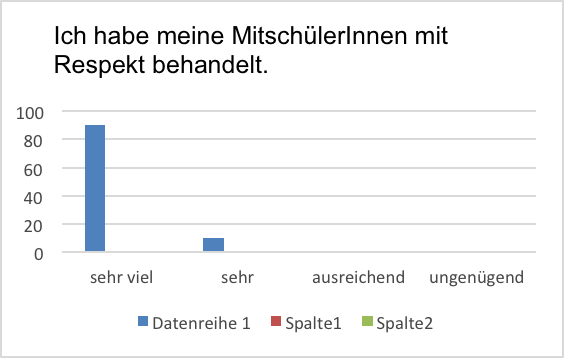 Ich habe meine MitschülerInnen mit
Respekt behandelt.
100
80
60
40
20
0
sehr viel sehr ausreichend ungenügend
Datenreihe 1 Spalte1 Spalte2